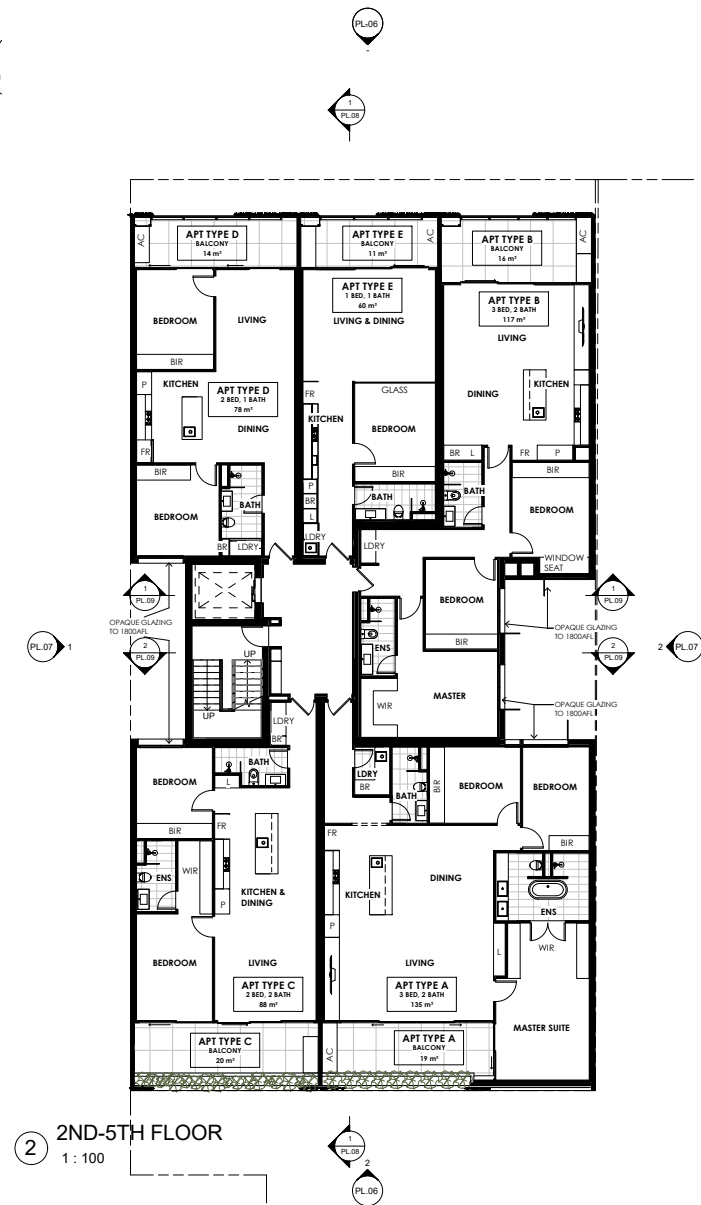 PL.06
-
1
PL.08
APT TYPE D
BALCONY
14 m²
AC
APT TYPE E
BALCONY
11 m²
AC
APT TYPE B
BALCONY
16 m²
AC
BEDROOM
LIVING
BIR
APT TYPE E
1 BED, 1 BATH
60 m²
LIVING & DINING
APT TYPE B
3 BED, 2 BATH
117 m²
LIVING
P
KITCHEN
APT TYPE D
2 BED, 1 BATH
78 m²
DINING
FR
FR
GLASS
KITCHEN
BEDROOM
BIR
DINING
KITCHEN
BR
L
FR
P
BIR
BEDROOM
BATH
BR
LDRY
P
BR
L
LDRY
BATH
BATH
BIR
BEDROOM
WINDOW
SEAT
LDRY
BEDROOM
BIR
1
PL.09
OPAQUE GLAZING
TO 1800AFL
2
PL.09
1
PL.09
OPAQUE GLAZING
TO 1800AFL
2
PL.09
PL.07
1
2
PL.07
UP
UP
ENS
WIR
MASTER
OPAQUE GLAZING
TO 1800AFL
LDRY
BR
BATH
L
BEDROOM
BIR
FR
LDRY
BR
BATH
BIR
BEDROOM
BEDROOM
BIR
ENS
WIR
P
KITCHEN &
DINING
FR
KITCHEN
P
DINING
ENS
WIR
L
BEDROOM
LIVING
APT TYPE C
2 BED, 2 BATH
88 m²
LIVING
APT TYPE A
3 BED, 2 BATH
135 m²
MASTER SUITE
APT TYPE C
BALCONY
20 m²
AC
APT TYPE A
BALCONY
19 m²
2
2ND-5TH FLOOR
1 : 100
1
PL.08
2
PL.06